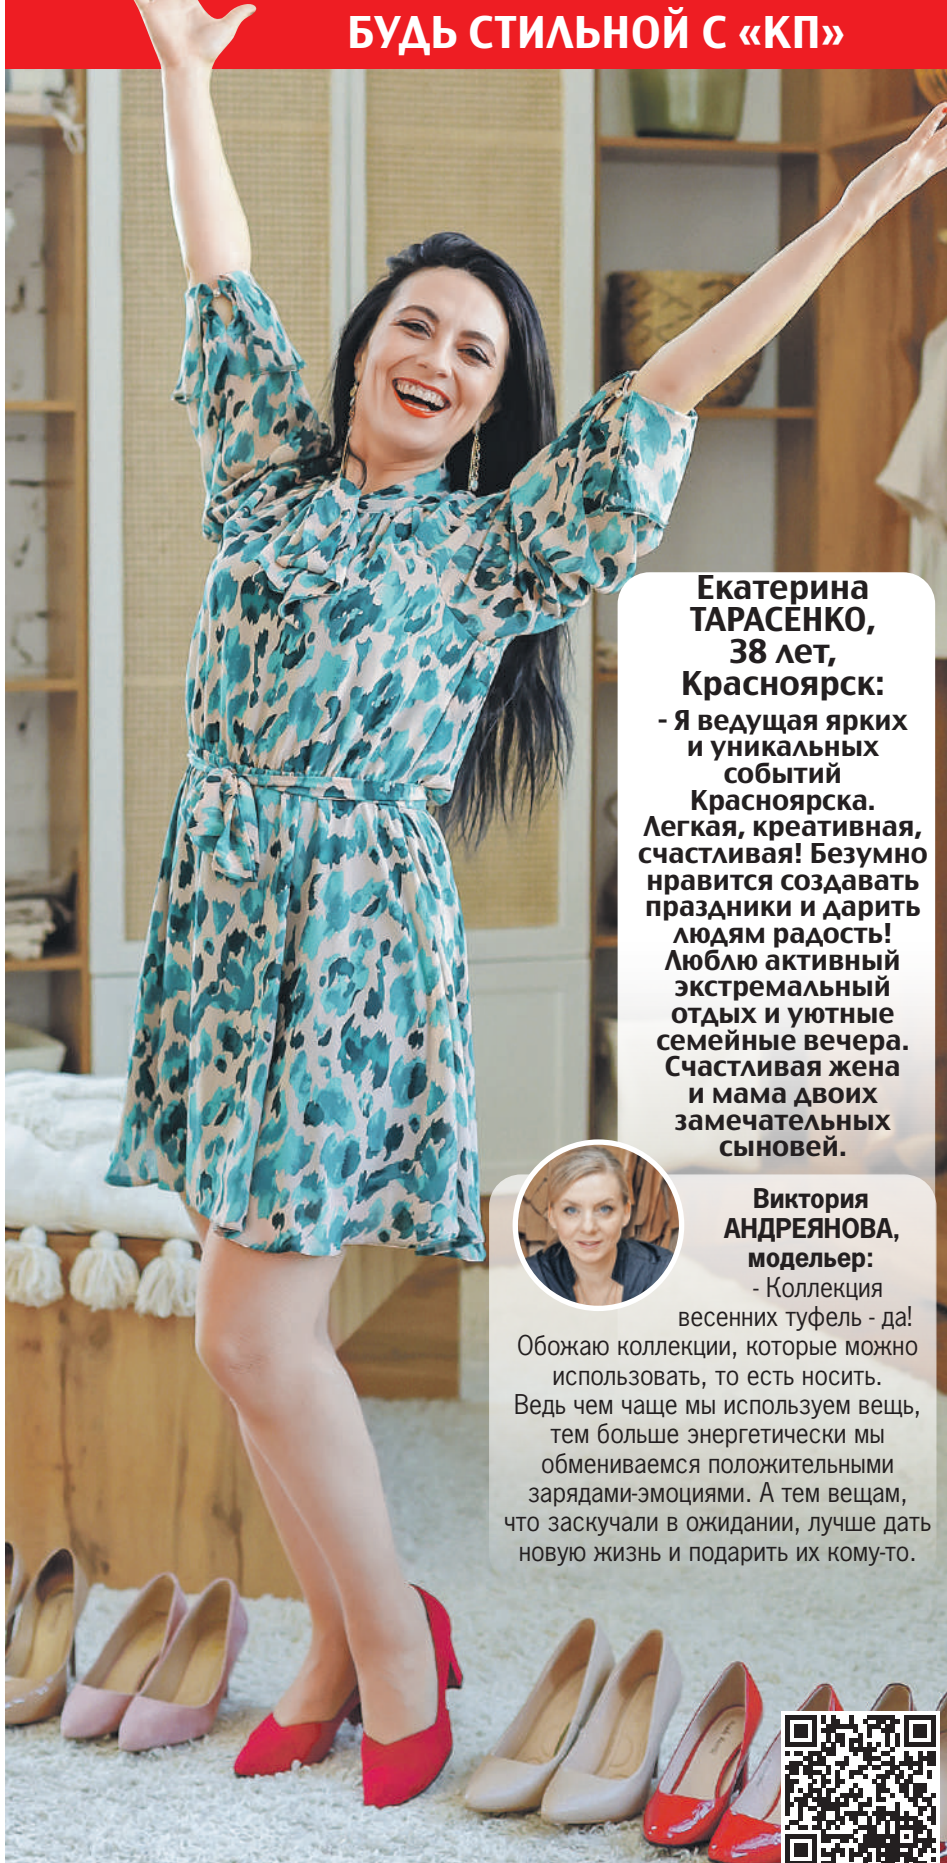 БУДЬ СТИЛЬНОЙ С «КП»
Екатерина
ТАРАСЕНКО,
38 лет,
Красноярск:
- Я ведущая ярких
и уникальных
событий
Красноярска.
Легкая, креативная,
счастливая! Безумно
нравится создавать
праздники и дарить
людям радость!
Люблю активный
экстремальный
отдых и уютные
семейные вечера.
Счастливая жена
и мама двоих
замечательных
сыновей.
Виктория
АНДРЕЯНОВА,
модельер:
- Коллекция
весенних туфель - да!
Обожаю коллекции, которые можно
использовать, то есть носить.
Ведь чем чаще мы используем вещь,
тем больше энергетически мы
обмениваемся положительными
зарядами-эмоциями. А тем вещам,
что заскучали в ожидании, лучше дать
новую жизнь и подарить их кому-то.